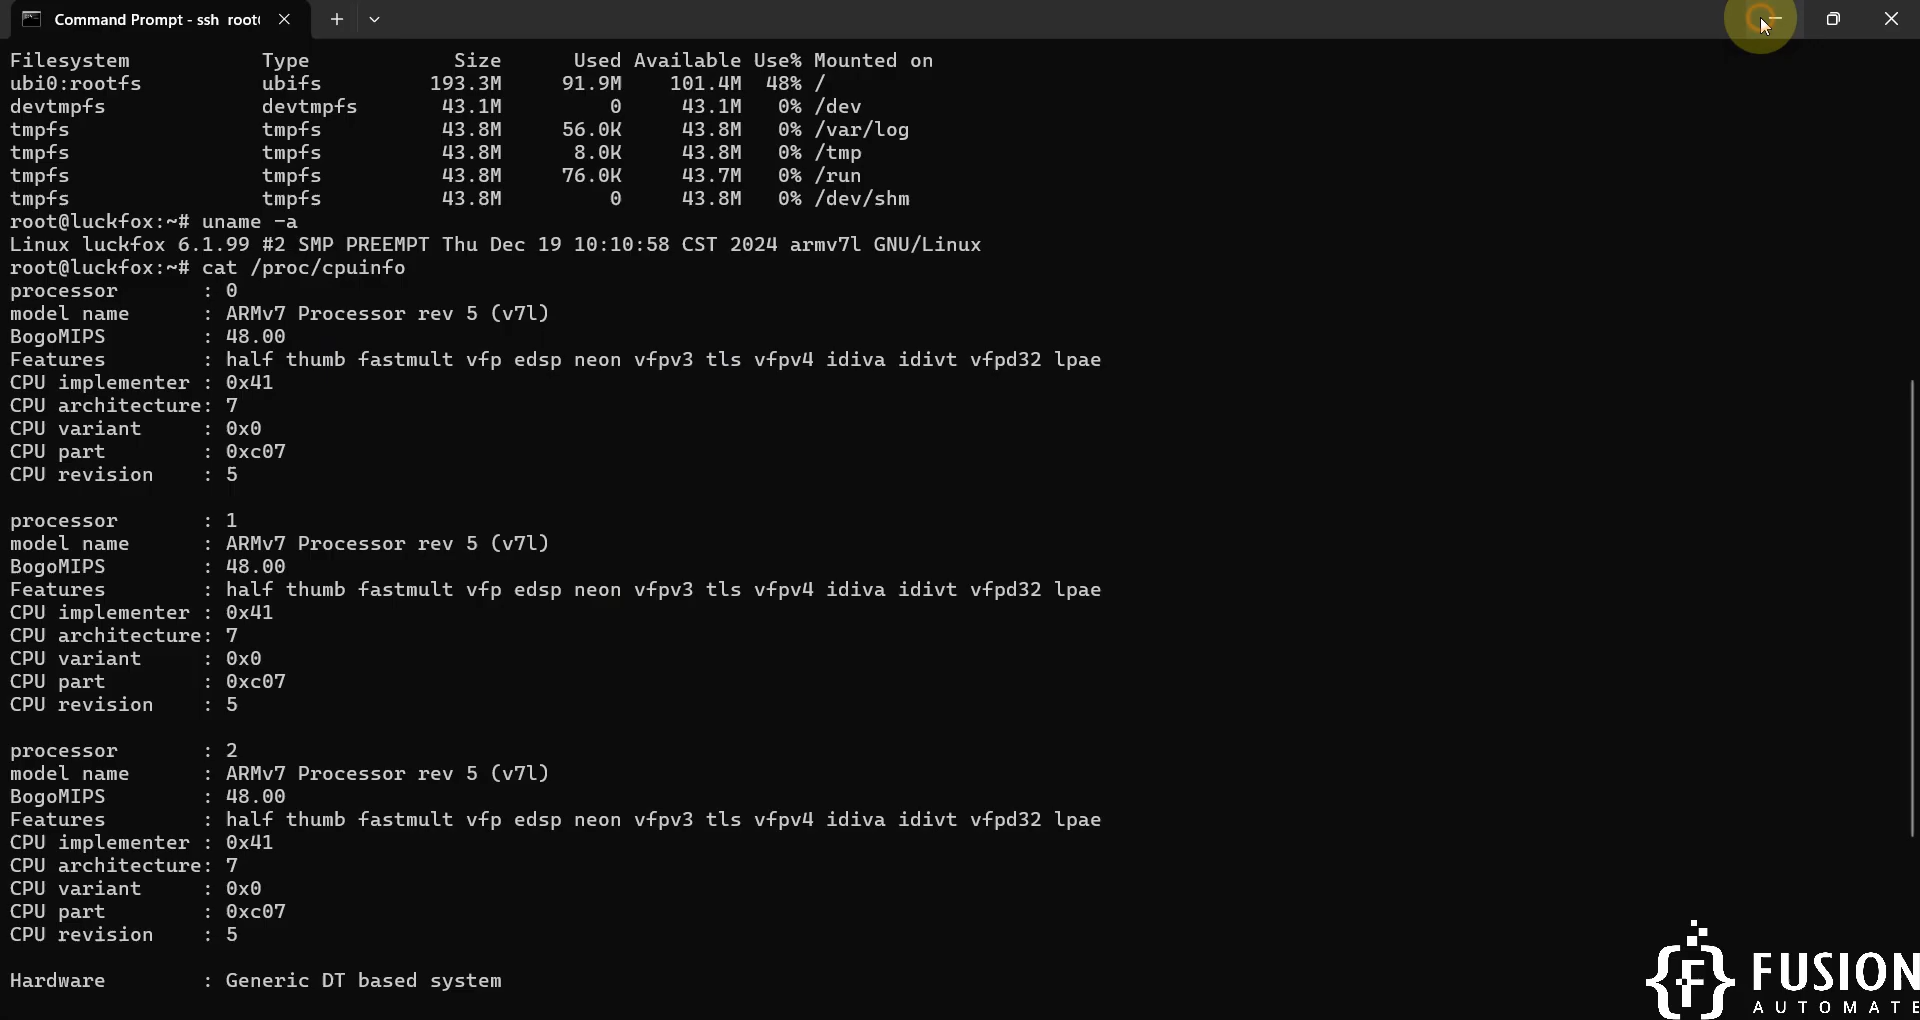 Command Prompt - ssh root
Filesystem Type Size Used Available Use% Mounted on
ubi0:rootfs ubifs 193.3M 91.9M 101.4M 48% /
devtmpfs devtmpfs 43.1M 0 43.1M 0% /dev
tmpfs tmpfs 43.8M 56.0K 43.8M 0% /var/log
tmpfs tmpfs 43.8M 8.0K 43.8M 0% /tmp
tmpfs tmpfs 43.8M 76.0K 43.7M 0% /run
tmpfs tmpfs 43.8M 0 43.8M 0% /dev/shm
root@luckfox:~# uname -a
Linux luckfox 6.1.99 #2 SMP PREEMPT Thu Dec 19 10:10:58 CST 2024 armv7l GNU/Linux
root@luckfox:~# cat /proc/cpuinfo
processor : 0
model name : ARMv7 Processor rev 5 (v7l)
BogoMIPS : 48.00
Features : half thumb fastmult vfp edsp neon vfpv3 tls vfpv4 idiva idivt vfpd32 lpae
CPU implementer : 0x41
CPU architecture: 7
CPU variant : 0x0
CPU part : 0xc07
CPU revision : 5
processor : 1
model name : ARMv7 Processor rev 5 (v7l)
BogoMIPS : 48.00
Features : half thumb fastmult vfp edsp neon vfpv3 tls vfpv4 idiva idivt vfpd32 lpae
CPU implementer : 0x41
CPU architecture: 7
CPU variant : 0x0
CPU part : 0xc07
CPU revision : 5
processor : 2
model name : ARMv7 Processor rev 5 (v7l)
BogoMIPS : 48.00
Features : half thumb fastmult vfp edsp neon vfpv3 tls vfpv4 idiva idivt vfpd32 lpae
CPU implementer : 0x41
CPU architecture: 7
CPU variant : 0x0
CPU part : 0xc07
CPU revision : 5
Hardware : Generic DT based system
{F} FUSION
AUTOMATE